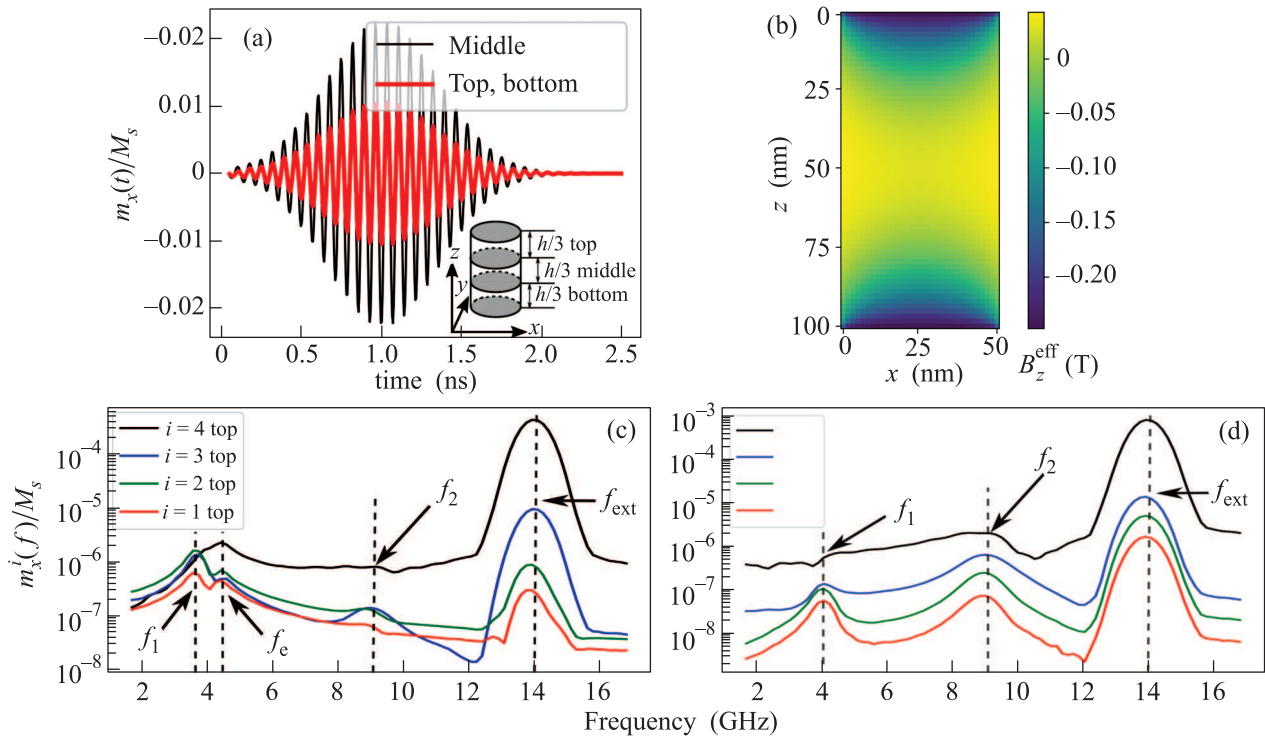 (a)
Middle
Top, bottom
−0.02
0.01
0
−0.01
−0.02
m_x(t)/M_s
0
0.5
1.0
1.5
2.0
2.5
time (ns)
z
y
x
h/3 top
h/3 middle
h/3 bottom
(b)
0
25
50
75
100
z (nm)
0
25
50
x (nm)
0
−0.05
−0.10
−0.15
−0.20
B_z^eff (T)
(c)
i = 4 top
i = 3 top
i = 2 top
i = 1 top
10^−4
10^−5
10^−6
10^−7
10^−8
m_x^i(f)/M_s
f_1
f_e
f_2
f_ext
2
4
6
8
10
12
14
16
(d)
10^−3
10^−4
10^−5
10^−6
10^−7
10^−8
f_1
f_2
f_ext
2
4
6
8
10
12
14
16
Frequency (GHz)